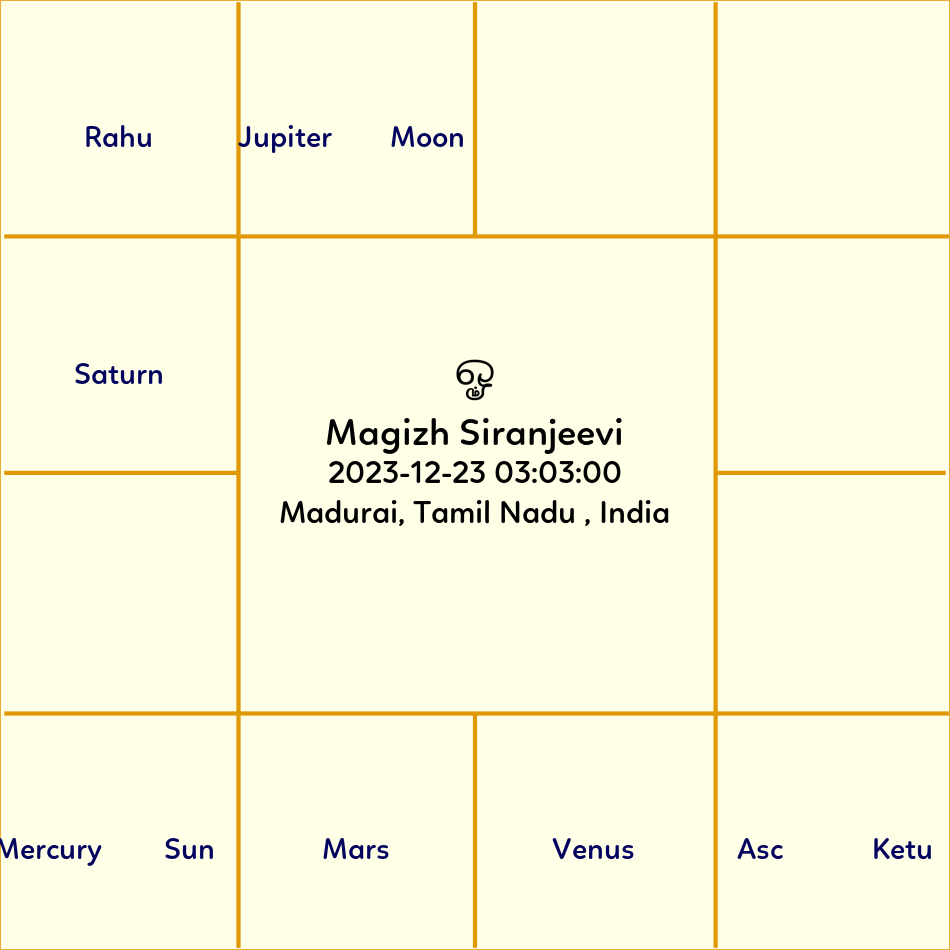 Rahu Jupiter Moon
Saturn
ௐ
Magizh Siranjeevi
2023-12-23 03:03:00
Madurai, Tamil Nadu , India
Mercury Sun Mars Venus Asc Ketu